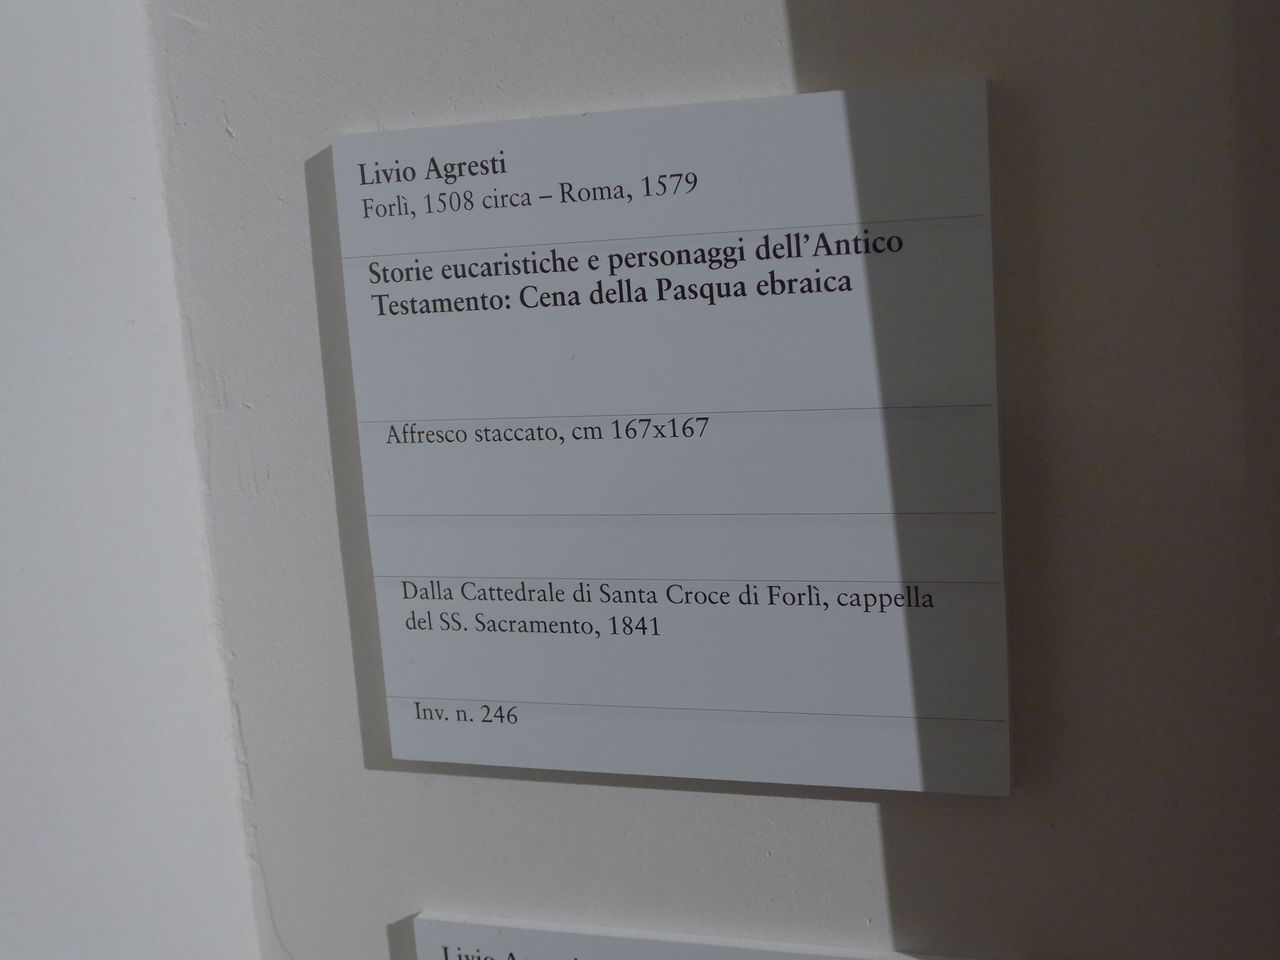 Livio Agresti
Forlì, 1508 circa – Roma, 1579
Storie eucaristiche e personaggi dell'Antico
Testamento: Cena della Pasqua ebraica
Affresco staccato, cm 167x167
Dalla Cattedrale di Santa Croce di Forlì, cappella
del SS. Sacramento, 1841
Inv. n. 246
Livio